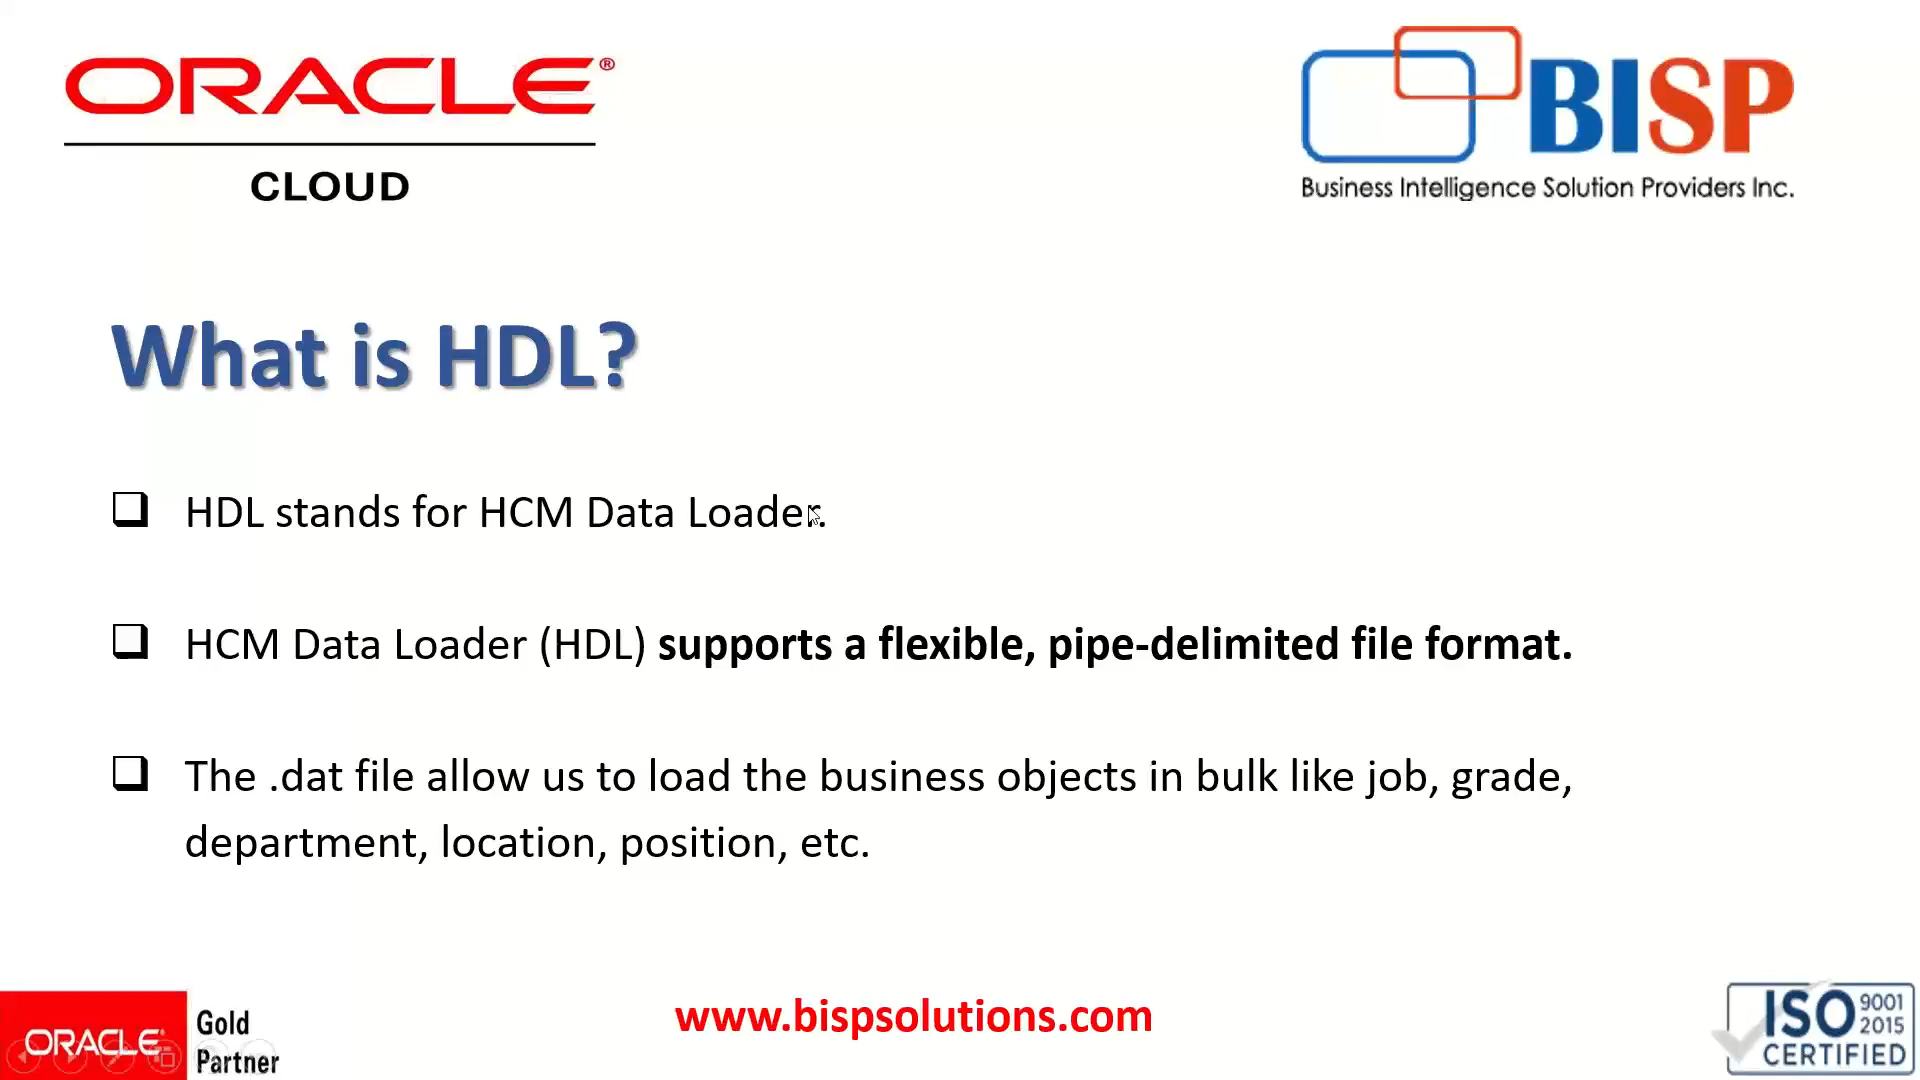 ORACLE®
CLOUD
BISP
Business Intelligence Solution Providers Inc.
What is HDL?
HDL stands for HCM Data Loader.
HCM Data Loader (HDL) supports a flexible, pipe-delimited file format.
The .dat file allow us to load the business objects in bulk like job, grade,
department, location, position, etc.
ORACLE
Gold
Partner
www.bispsolutions.com
ISO 9001
2015
CERTIFIED